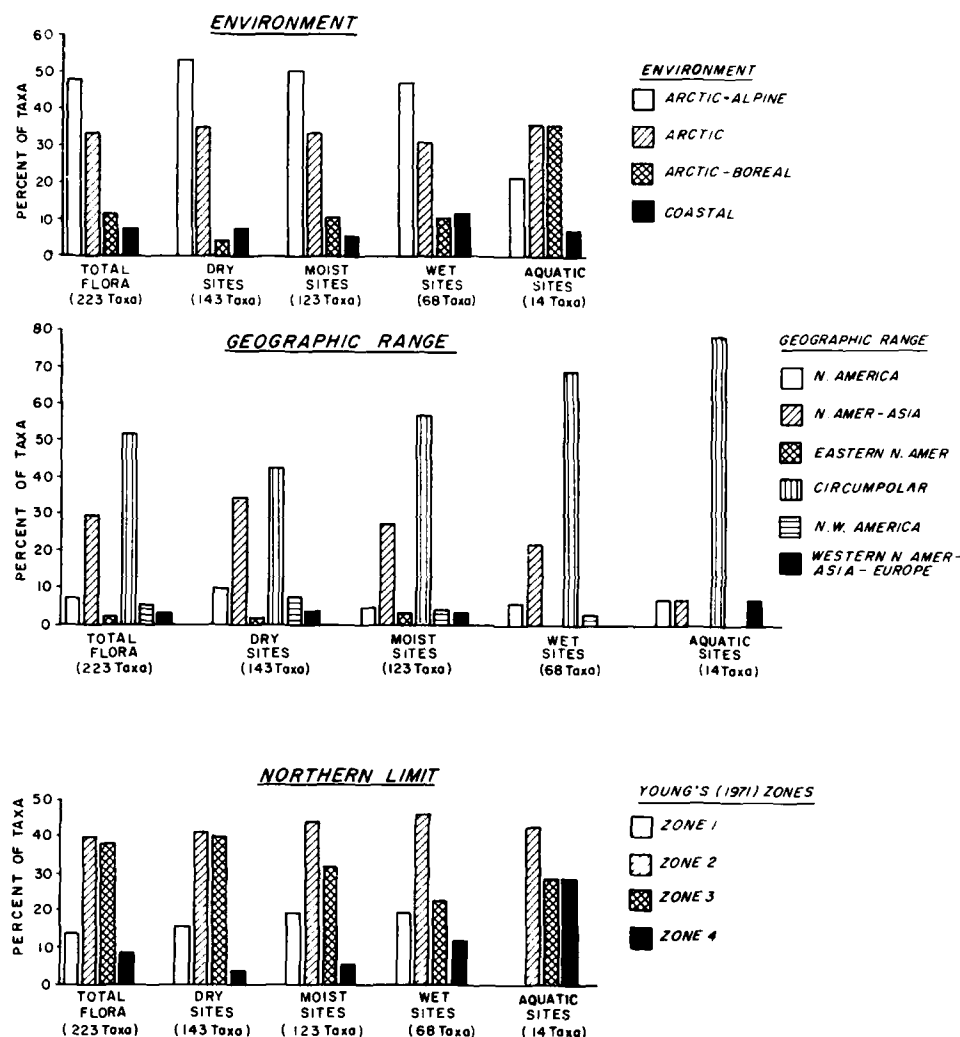 ENVIRONMENT
PERCENT OF TAXA
60
50
40
30
20
10
0
TOTAL FLORA (223 Taxa)
DRY SITES (143 Taxa)
MOIST SITES (123 Taxa)
WET SITES (68 Taxa)
AQUATIC SITES (14 Taxa)
ENVIRONMENT
ARCTIC-ALPINE
ARCTIC
ARCTIC-BOREAL
COASTAL
GEOGRAPHIC RANGE
PERCENT OF TAXA
80
70
60
50
40
30
20
10
0
TOTAL FLORA (223 Taxa)
DRY SITES (143 Taxa)
MOIST SITES (123 Taxa)
WET SITES (68 Taxa)
AQUATIC SITES (14 Taxa)
GEOGRAPHIC RANGE
N. AMERICA
N. AMER-ASIA
EASTERN N. AMER
CIRCUMPOLAR
N.W. AMERICA
WESTERN N AMER-
ASIA-EUROPE
NORTHERN LIMIT
PERCENT OF TAXA
50
40
30
20
10
0
TOTAL FLORA (223 Taxa)
DRY SITES (143 Taxa)
MOIST SITES (123 Taxa)
WET SITES (68 Taxa)
AQUATIC SITES (14 Taxa)
YOUNG'S (1971) ZONES
ZONE 1
ZONE 2
ZONE 3
ZONE 4